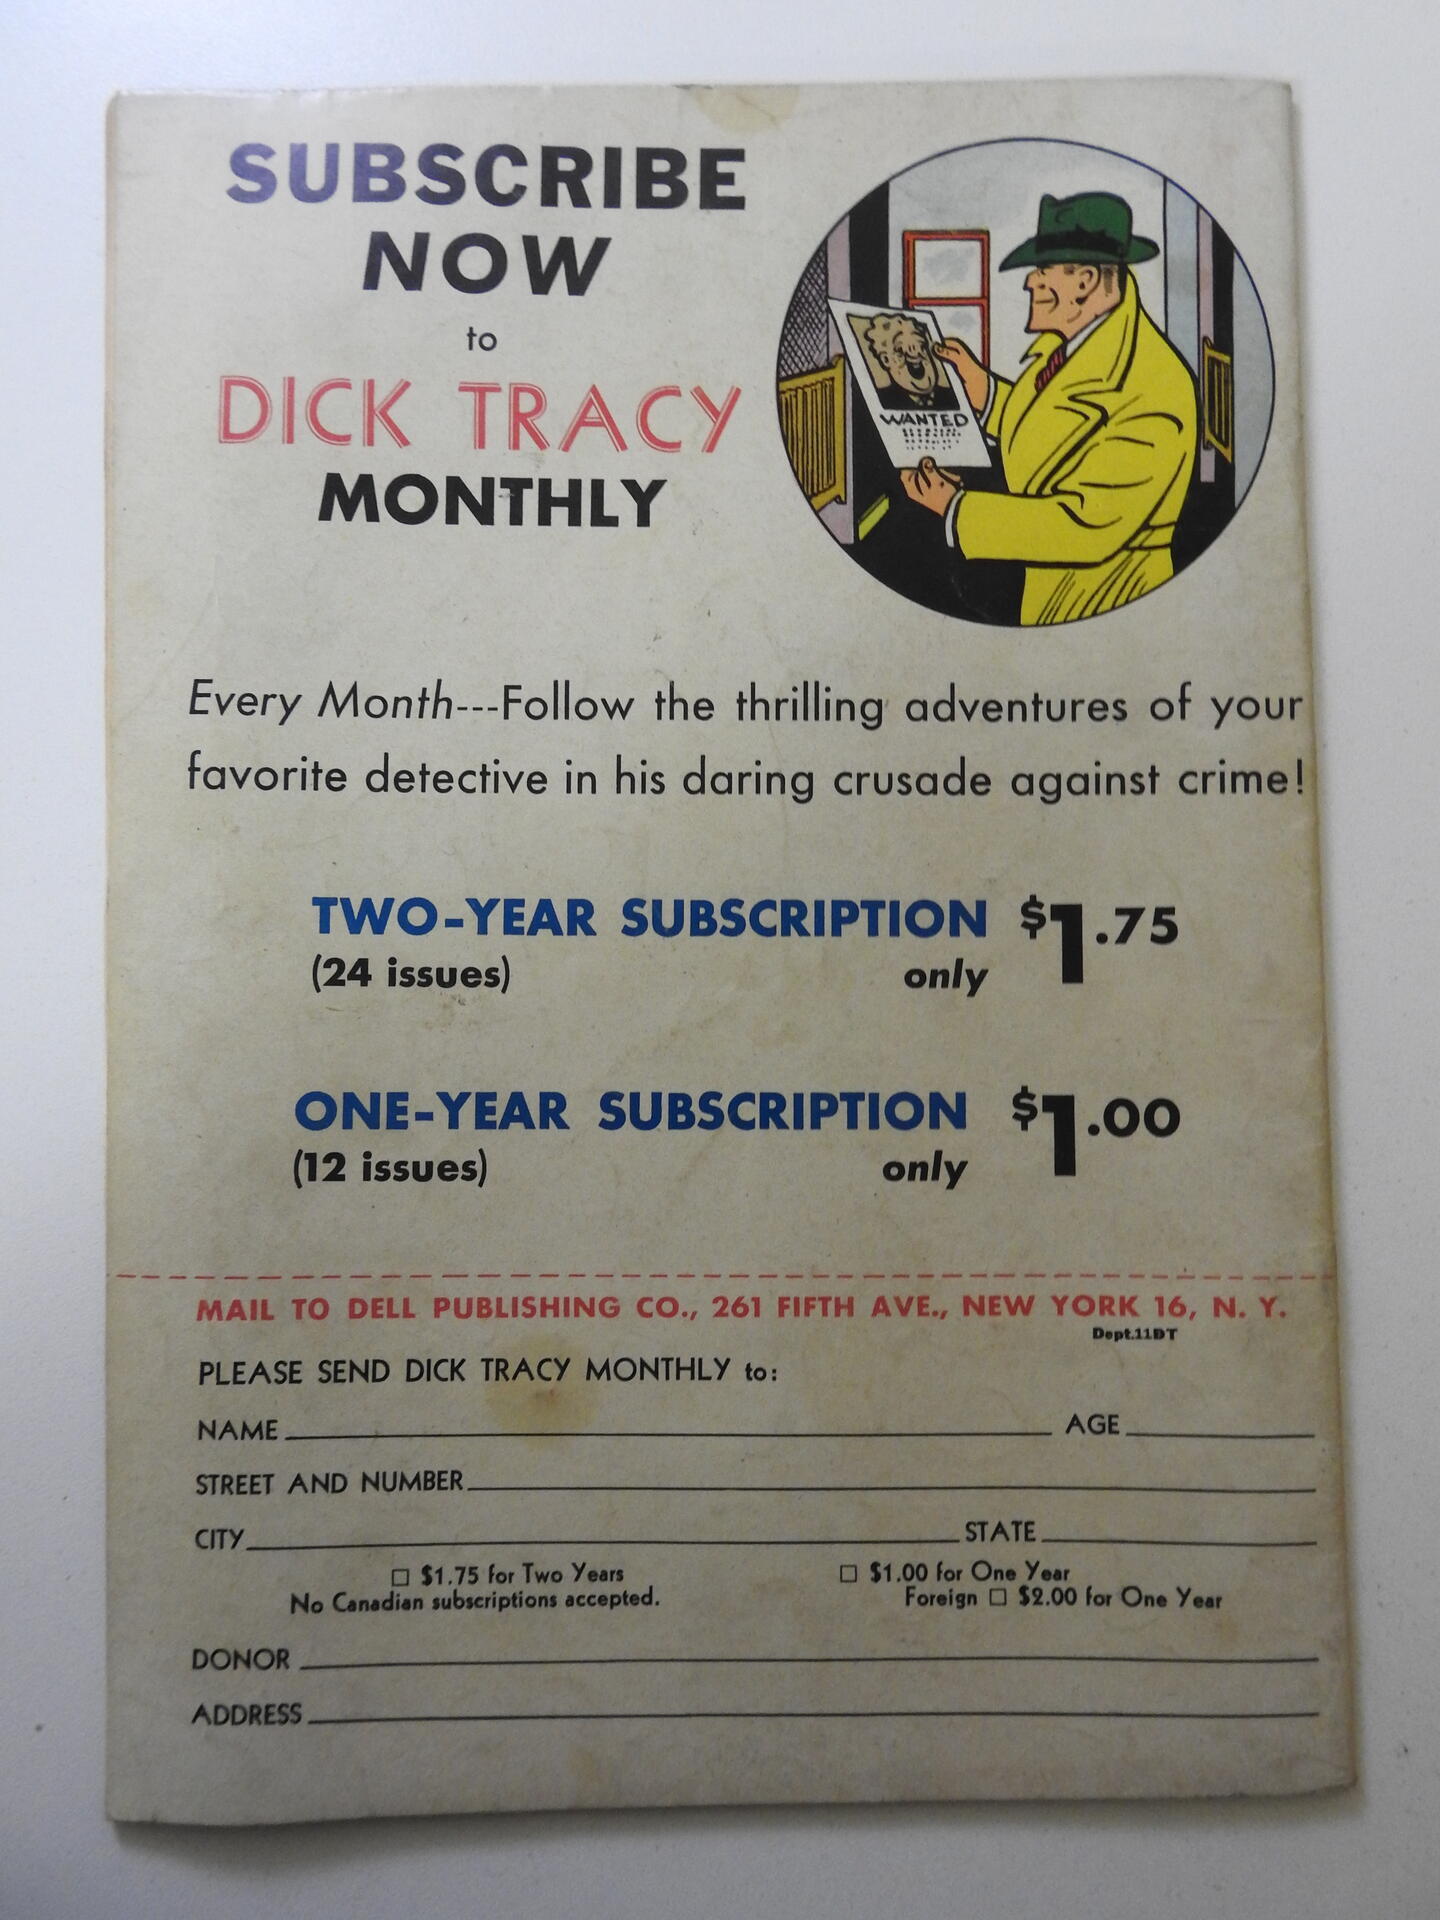 SUBSCRIBE
NOW
to
DICK TRACY
MONTHLY
WANTED
Every Month---Follow the thrilling adventures of your
favorite detective in his daring crusade against crime!
TWO-YEAR SUBSCRIPTION $1.75
(24 issues) only
ONE-YEAR SUBSCRIPTION $1.00
(12 issues) only
MAIL TO DELL PUBLISHING CO., 261 FIFTH AVE., NEW YORK 16, N. Y.
Dept.11DT
PLEASE SEND DICK TRACY MONTHLY to:
NAME AGE
STREET AND NUMBER
CITY STATE
□ $1.75 for Two Years □ $1.00 for One Year
No Canadian subscriptions accepted. Foreign □ $2.00 for One Year
DONOR
ADDRESS